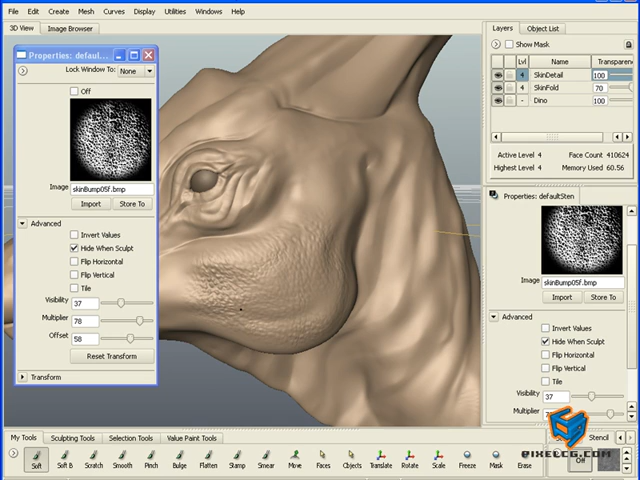 File Edit Create Mesh Curves Display Utilities Windows Help
3D View Image Browser
Properties: defaul...
Lock Window To: None
Off
Image skinBump05f.bmp
Import Store To
Advanced
Invert Values
Hide When Sculpt
Flip Horizontal
Flip Vertical
Tile
Visibility 37
Multiplier 78
Offset 58
Reset Transform
Transform
Layers Object List
Show Mask
Lvl Name Transparen
4 SkinDetail 100
4 SkinFold 70
- Dino 100
Active Level 4 Face Count 410624
Highest Level 4 Memory Used 60.56
Properties: defaultSten
Image skinBump05f.bmp
Import Store To
Advanced
Invert Values
Hide When Sculpt
Flip Horizontal
Flip Vertical
Tile
Visibility 37
Multiplier 78
My Tools Sculpting Tools Selection Tools Value Paint Tools
Stencil
Soft Soft B Scratch Smooth Pinch Bulge Flatten Stamp Smear Move Faces Objects Translate Rotate Scale Freeze Mask Erase
Off
PIXELCG.COM